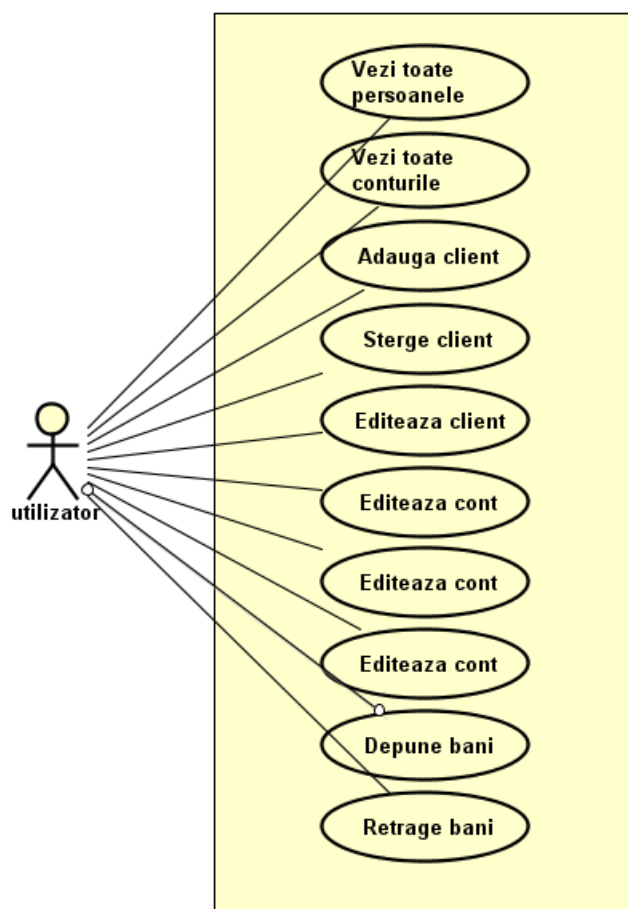 Vezi toate
persoanele
Vezi toate
conturile
Adauga client
Sterge client
Editeaza client
Editeaza cont
utilizator
Editeaza cont
Editeaza cont
Depune bani
Retrage bani